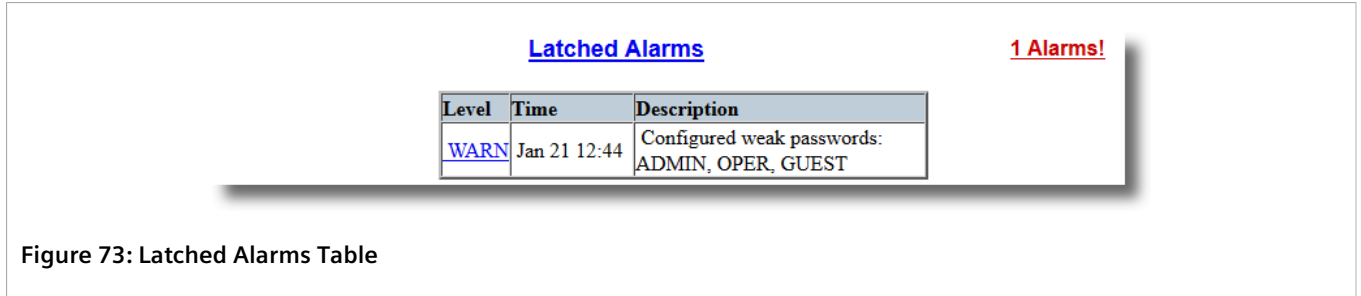 Latched Alarms
1 Alarms!
Level Time Description
WARN Jan 21 12:44 Configured weak passwords:
ADMIN, OPER, GUEST
Figure 73: Latched Alarms Table